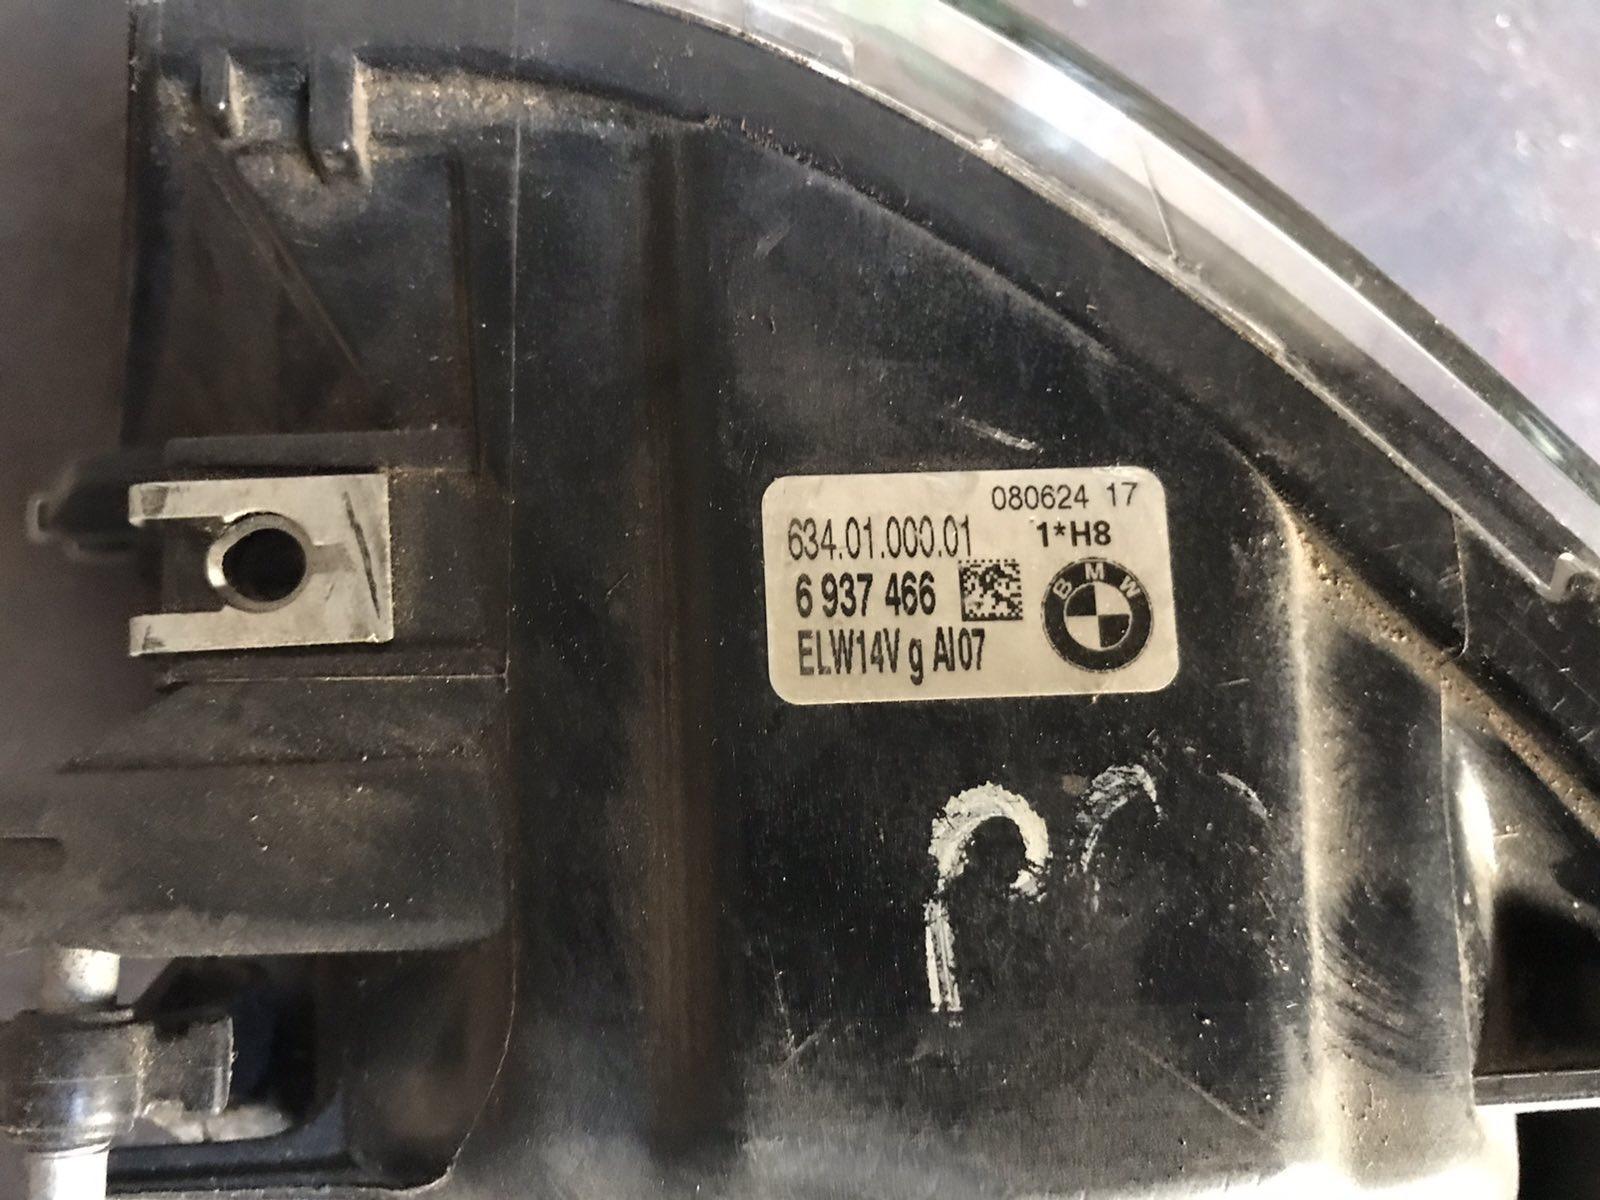 080624 17
634.01.000.01 1*H8
6 937 466
BMW
ELW14V g AI07